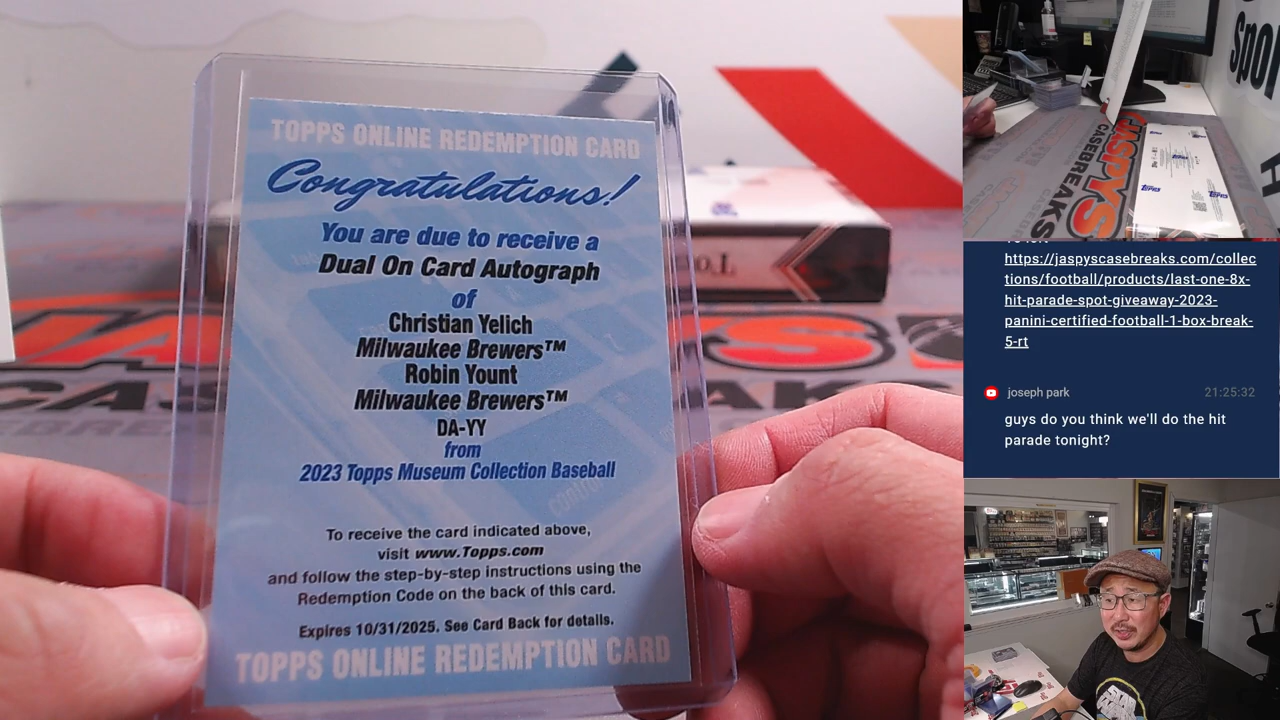 TOPPS ONLINE REDEMPTION CARD
Congratulations!
You are due to receive a
Dual On Card Autograph
of
Christian Yelich
Milwaukee Brewers™
Robin Yount
Milwaukee Brewers™
DA-YY
from
2023 Topps Museum Collection Baseball
To receive the card indicated above,
visit www.Topps.com
and follow the step-by-step instructions using the
Redemption Code on the back of this card.
Expires 10/31/2025. See Card Back for details.
TOPPS ONLINE REDEMPTION CARD
JASPYS
CASEBREAKS
https://jaspyscasebreaks.com/collec
tions/football/products/last-one-8x-
hit-parade-spot-giveaway-2023-
panini-certified-football-1-box-break-
5-rt
joseph park 21:25:32
guys do you think we'll do the hit
parade tonight?